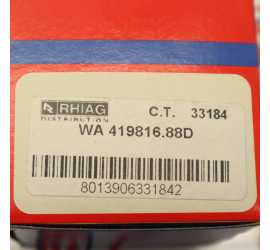 RHIAG C.T. 33184
DISTRIBUTION
WA 419816.88D
8013906331842